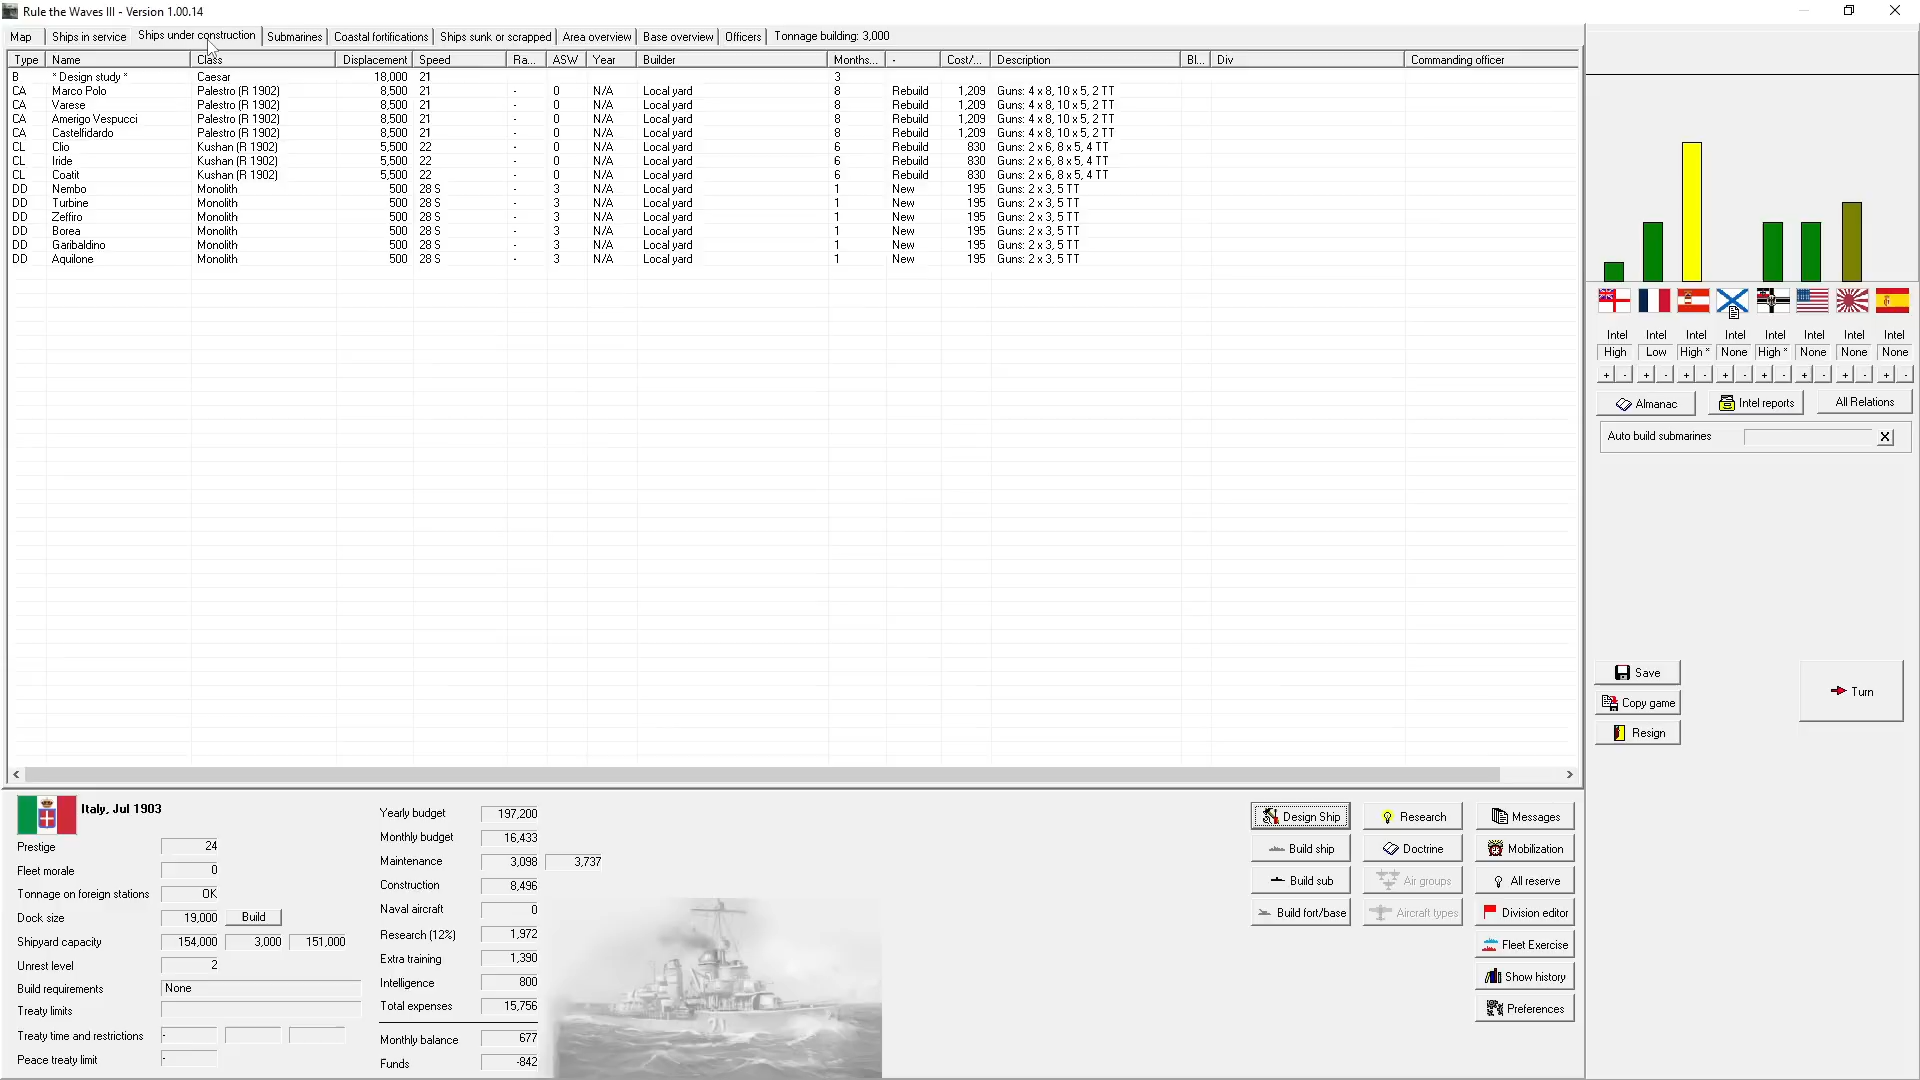 Rule the Waves III - Version 1.00.14
Map Ships in service Ships under construction Submarines Coastal fortifications Ships sunk or scrapped Area overview Base overview Officers Tonnage building: 3,000
Type Name Class Displacement Speed Ra... ASW Year Builder Months... - Cost/... Description Bl... Div Commanding officer
B * Design study * Caesar 18,000 21 3
CA Marco Polo Palestro (R 1902) 8,500 21 - 0 N/A Local yard 8 Rebuild 1,209 Guns: 4 x 8, 10 x 5, 2 TT
CA Varese Palestro (R 1902) 8,500 21 - 0 N/A Local yard 8 Rebuild 1,209 Guns: 4 x 8, 10 x 5, 2 TT
CA Amerigo Vespucci Palestro (R 1902) 8,500 21 - 0 N/A Local yard 8 Rebuild 1,209 Guns: 4 x 8, 10 x 5, 2 TT
CA Castelfidardo Palestro (R 1902) 8,500 21 - 0 N/A Local yard 8 Rebuild 1,209 Guns: 4 x 8, 10 x 5, 2 TT
CL Clio Kushan (R 1902) 5,500 22 - 0 N/A Local yard 6 Rebuild 830 Guns: 2 x 6, 8 x 5, 4 TT
CL Iride Kushan (R 1902) 5,500 22 - 0 N/A Local yard 6 Rebuild 830 Guns: 2 x 6, 8 x 5, 4 TT
CL Coatit Kushan (R 1902) 5,500 22 - 0 N/A Local yard 6 Rebuild 830 Guns: 2 x 6, 8 x 5, 4 TT
DD Nembo Monolith 500 28 S - 3 N/A Local yard 1 New 195 Guns: 2 x 3, 5 TT
DD Turbine Monolith 500 28 S - 3 N/A Local yard 1 New 195 Guns: 2 x 3, 5 TT
DD Zeffiro Monolith 500 28 S - 3 N/A Local yard 1 New 195 Guns: 2 x 3, 5 TT
DD Borea Monolith 500 28 S - 3 N/A Local yard 1 New 195 Guns: 2 x 3, 5 TT
DD Garibaldino Monolith 500 28 S - 3 N/A Local yard 1 New 195 Guns: 2 x 3, 5 TT
DD Aquilone Monolith 500 28 S - 3 N/A Local yard 1 New 195 Guns: 2 x 3, 5 TT
Intel Intel Intel Intel Intel Intel Intel Intel
High Low High * None High * None None None
+ - + - + - + - + - + - + - + -
Almanac Intel reports All Relations
Auto build submarines X
Save
Turn
Copy game
Resign
Italy, Jul 1903
Prestige 24
Fleet morale 0
Tonnage on foreign stations OK
Dock size 19,000 Build
Shipyard capacity 154,000 3,000 151,000
Unrest level 2
Build requirements None
Treaty limits
Treaty time and restrictions -
Peace treaty limit -
Yearly budget 197,200
Monthly budget 16,433
Maintenance 3,098 3,737
Construction 8,496
Naval aircraft 0
Research (12%) 1,972
Extra training 1,390
Intelligence 800
Total expenses 15,756
Monthly balance 677
Funds -842
Design Ship Research Messages
Build ship Doctrine Mobilization
Build sub Air groups All reserve
Build fort/base Aircraft types Division editor
Fleet Exercise
Show history
Preferences